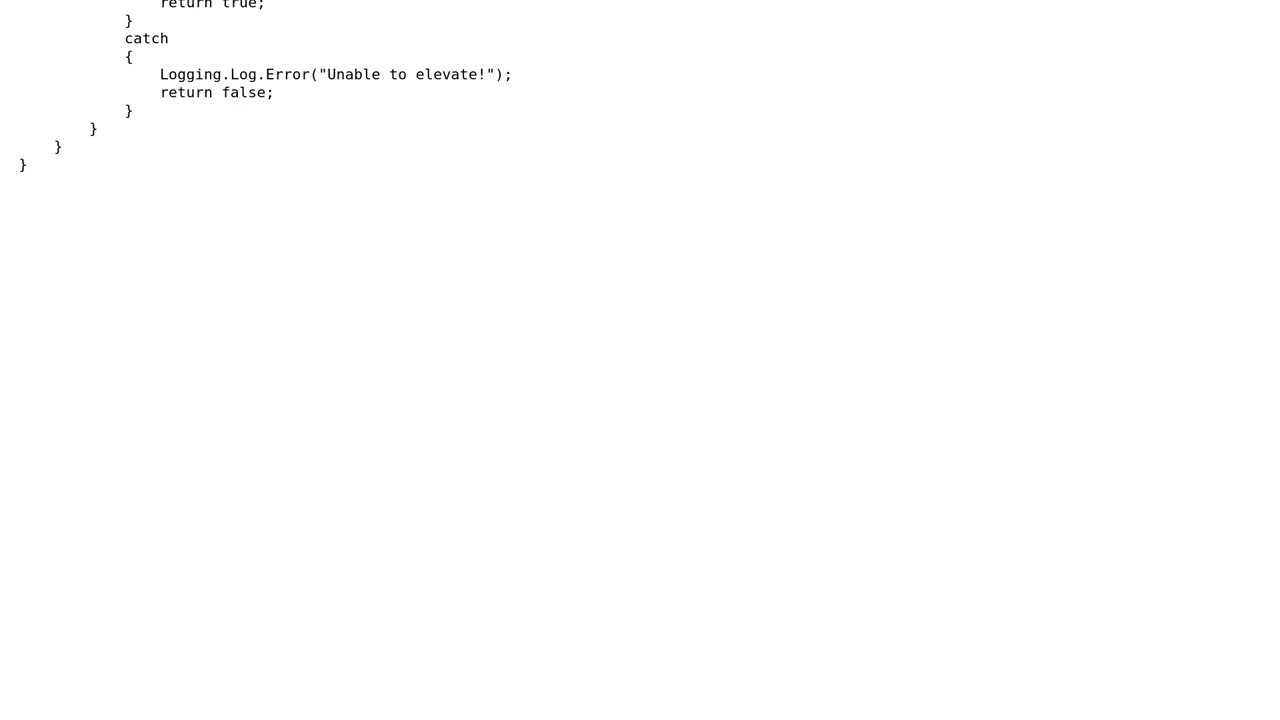 return true;
            }
            catch
            {
                Logging.Log.Error("Unable to elevate!");
                return false;
            }
        }
    }
}